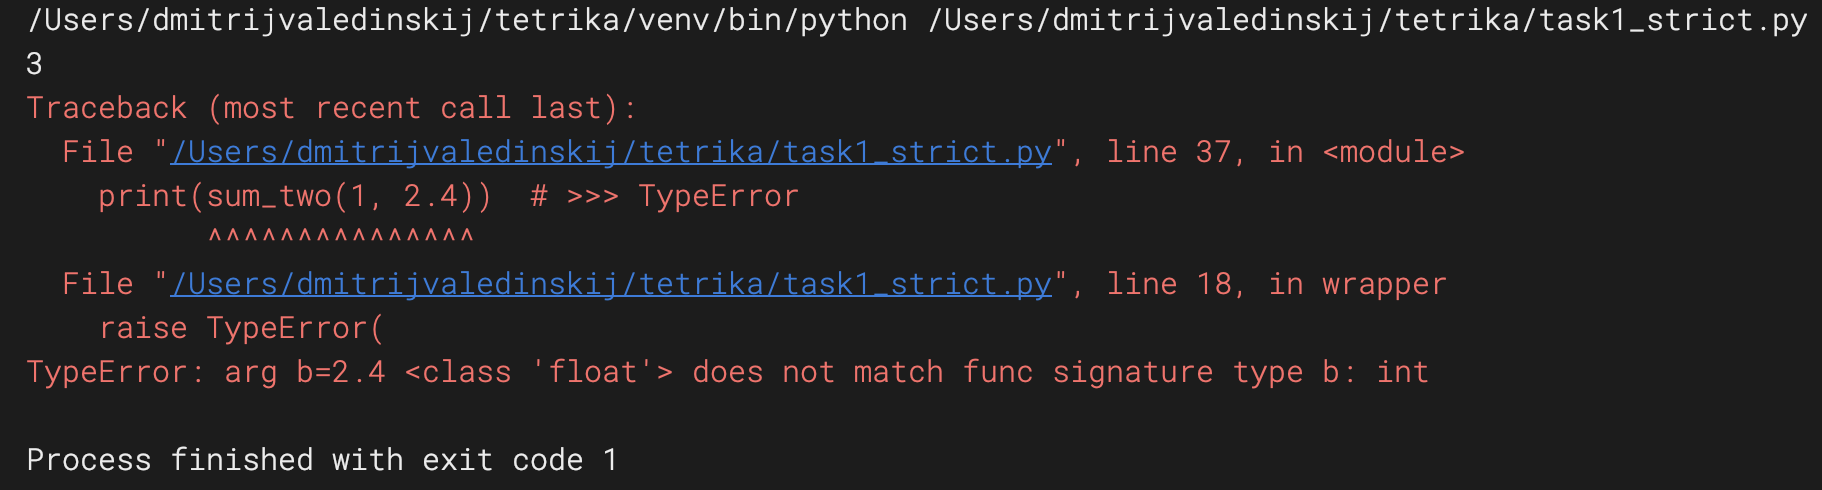 /Users/dmitrijvaledinskij/tetrika/venv/bin/python /Users/dmitrijvaledinskij/tetrika/task1_strict.py
3
Traceback (most recent call last):
  File "/Users/dmitrijvaledinskij/tetrika/task1_strict.py", line 37, in <module>
    print(sum_two(1, 2.4))  # >>> TypeError
          ^^^^^^^^^^^^^^^
  File "/Users/dmitrijvaledinskij/tetrika/task1_strict.py", line 18, in wrapper
    raise TypeError(
TypeError: arg b=2.4 <class 'float'> does not match func signature type b: int

Process finished with exit code 1